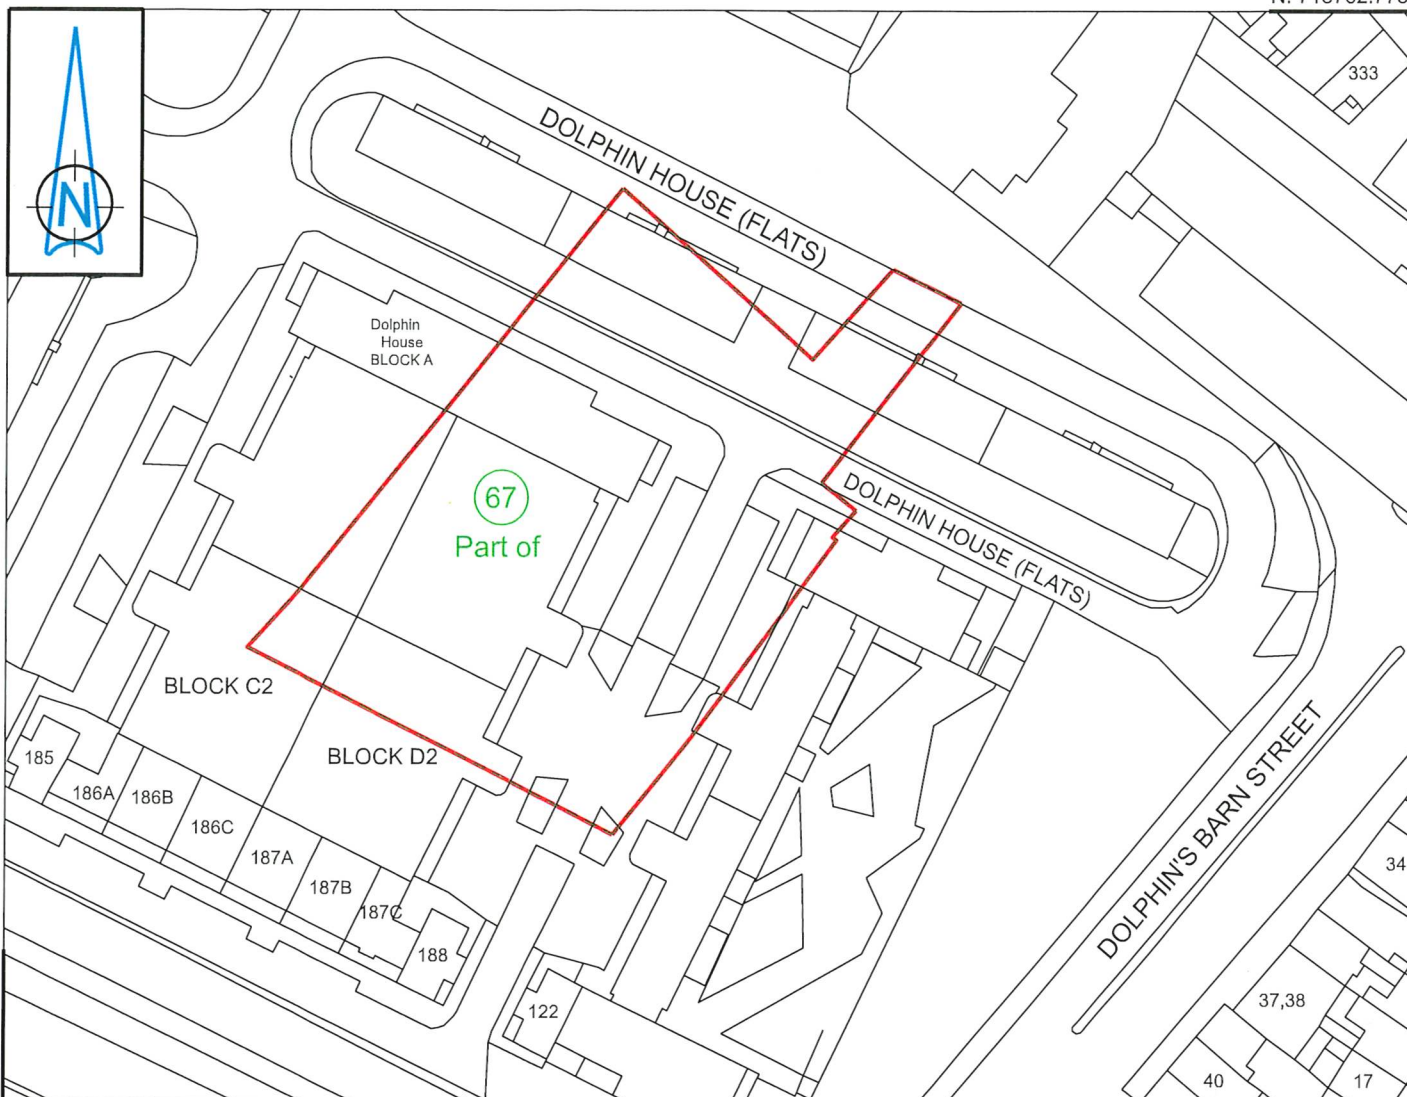 333
N
DOLPHIN HOUSE (FLATS)
Dolphin
House
BLOCK A
67
Part of
DOLPHIN HOUSE (FLATS)
BLOCK C2
BLOCK D2
DOLPHIN'S BARN STREET
185
186A
186B
186C
187A
187B
187C
188
122
34
37,38
40
17